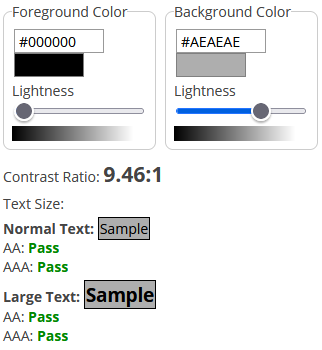 Foreground Color
#000000
Lightness
Background Color
#AEAEAE
Lightness
Contrast Ratio: 9.46:1
Text Size:
Normal Text: Sample
AA: Pass
AAA: Pass
Large Text: Sample
AA: Pass
AAA: Pass